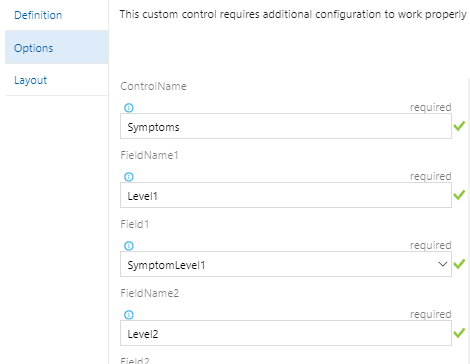 Definition
Options
Layout
This custom control requires additional configuration to work properly
ControlName
required
Symptoms
FieldName1
required
Level1
Field1
required
SymptomLevel1
FieldName2
required
Level2
Field2